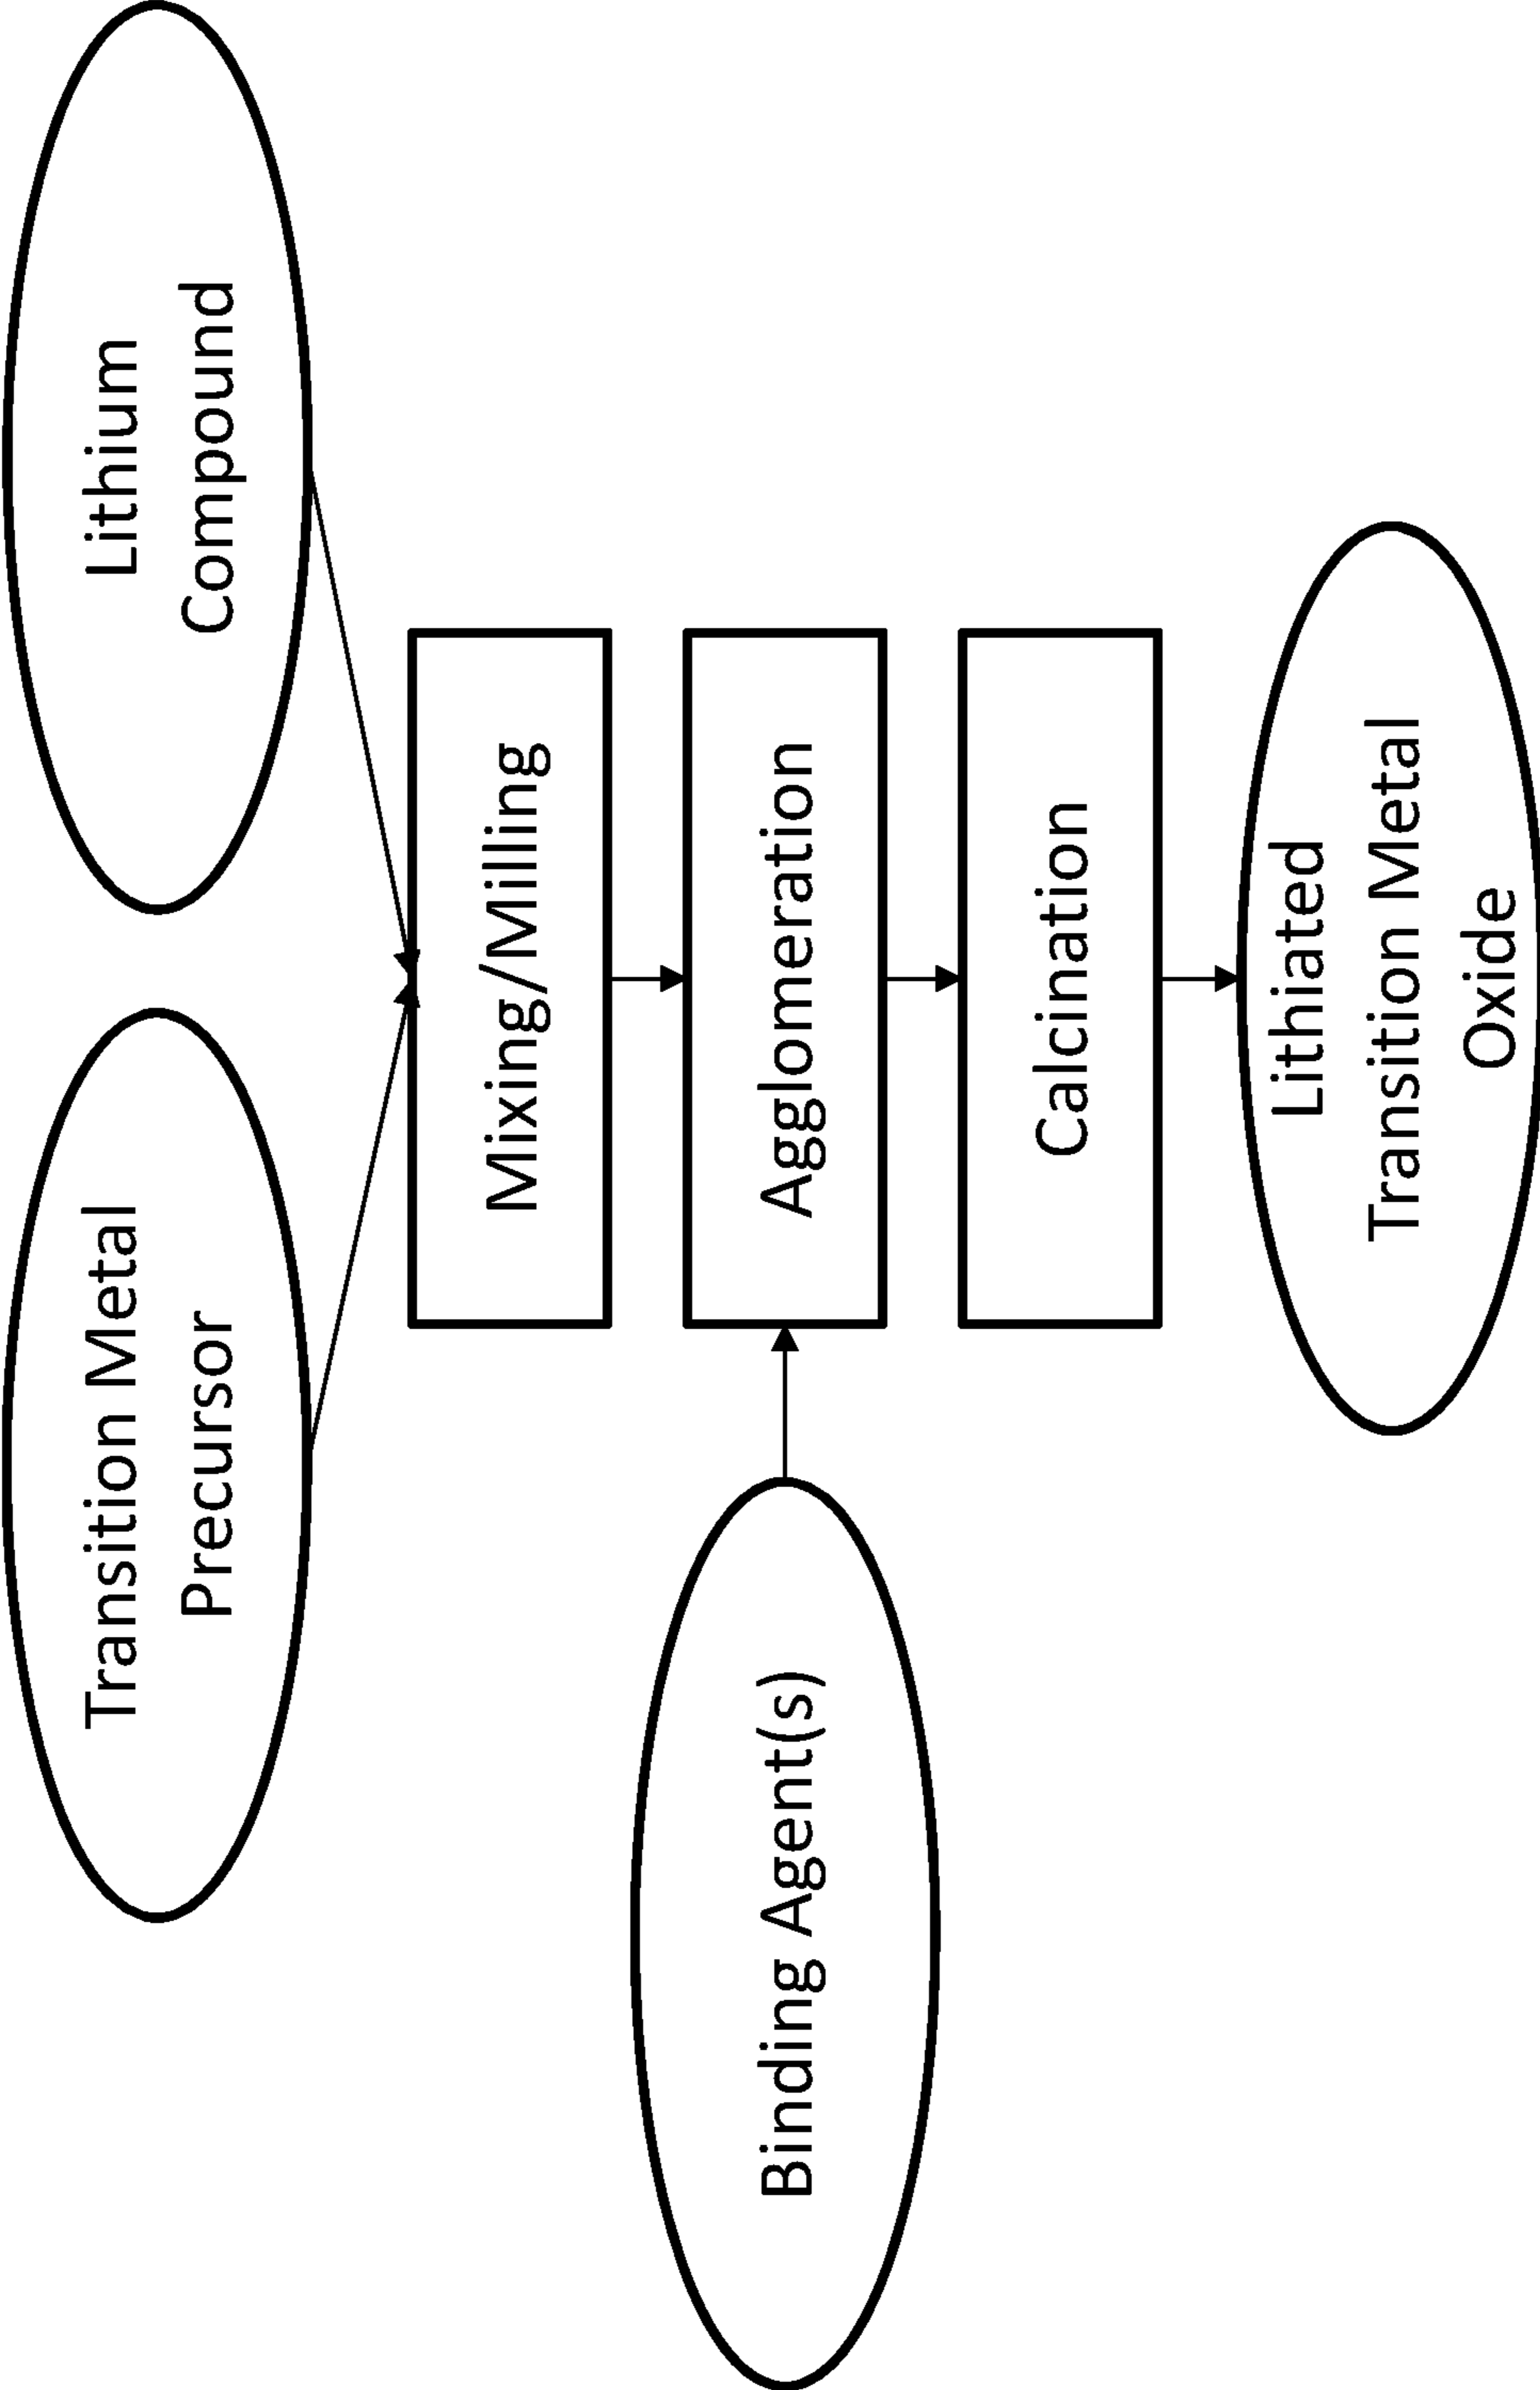 Transition Metal
Precursor
Lithium
Compound
Mixing/Milling
Binding Agent(s)
Agglomeration
Calcination
Lithiated
Transition Metal
Oxide